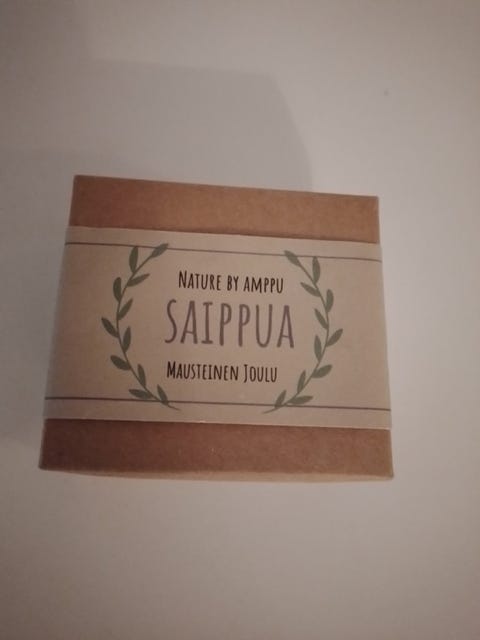 Nature by amppu
SAIPPUA
Mausteinen Joulu